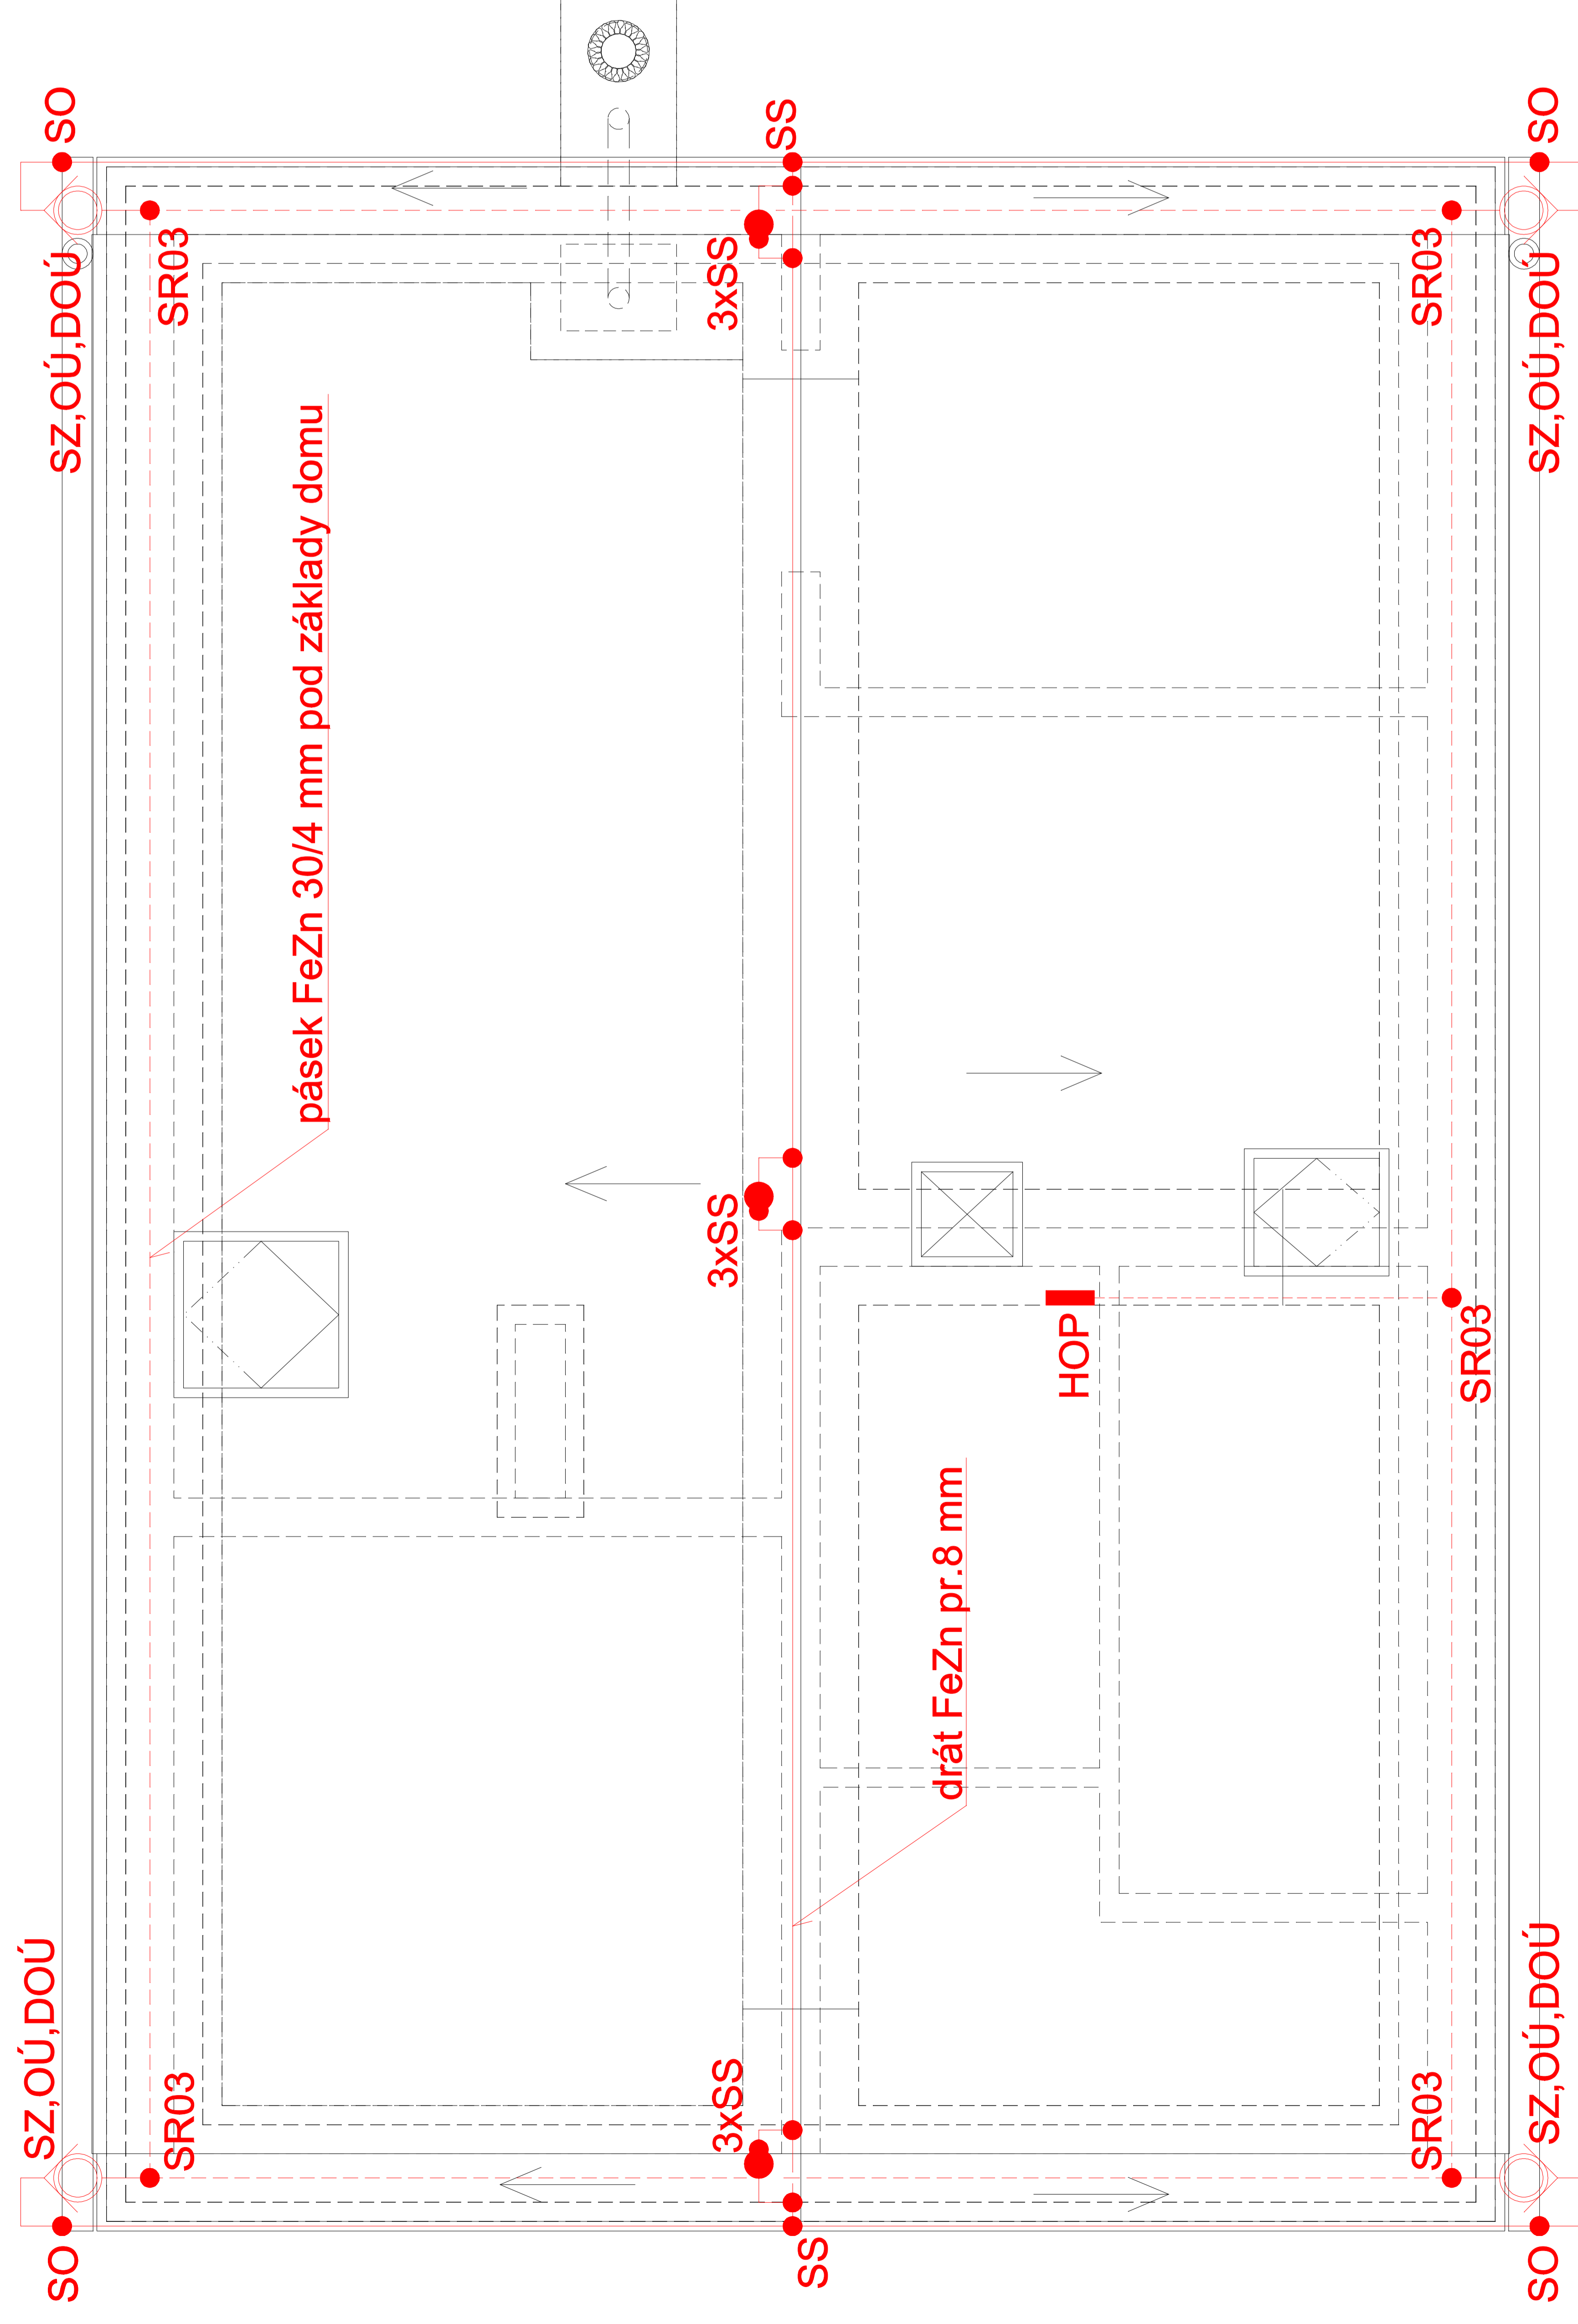 SO
SZ,OÚ,DOÚ
SZ,OÚ,DOÚ
SO
SR03
SR03
pásek FeZn 30/4 mm pod základy domu
3xSS
3xSS
3xSS
SS
SS
drát FeZn pr.8 mm
HOP
SR03
SR03
SR03
SO
SZ,OÚ,DOÚ
SZ,OÚ,DOÚ
SO